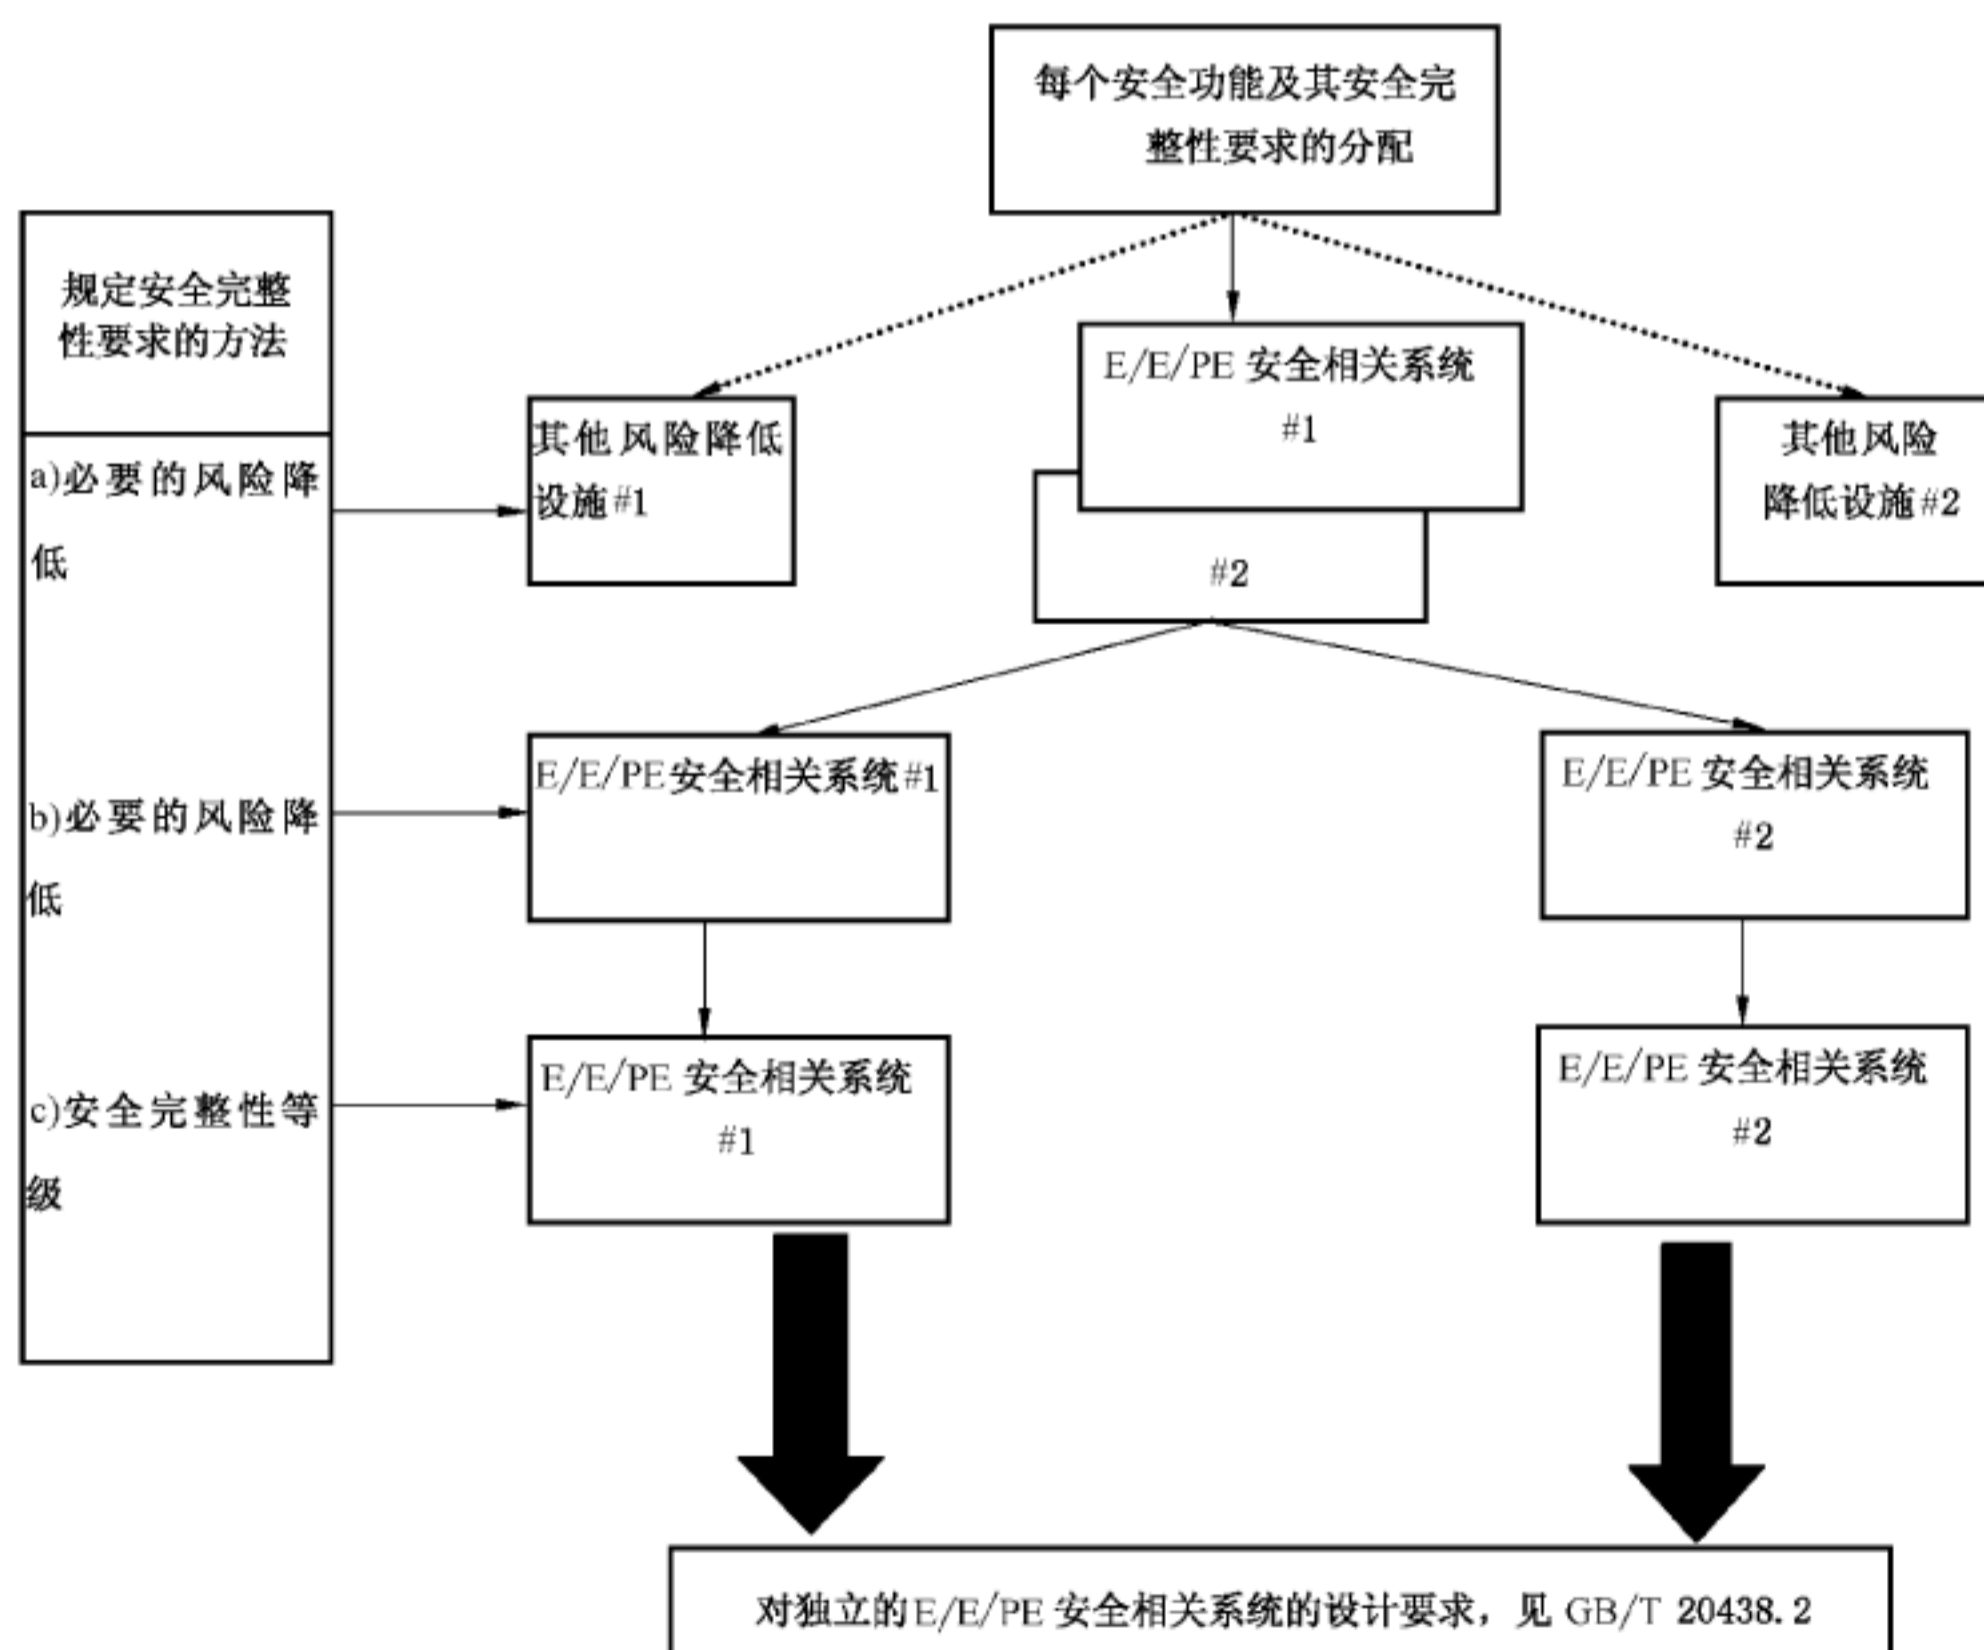 每个安全功能及其安全完
整性要求的分配
规定安全完整
性要求的方法
a)必要的风险降
低
b)必要的风险降
低
c)安全完整性等
级
其他风险降低
设施#1
E/E/PE 安全相关系统
#1
#2
其他风险
降低设施#2
E/E/PE安全相关系统#1
E/E/PE 安全相关系统
#2
E/E/PE 安全相关系统
#1
E/E/PE 安全相关系统
#2
对独立的E/E/PE 安全相关系统的设计要求，见 GB/T 20438.2